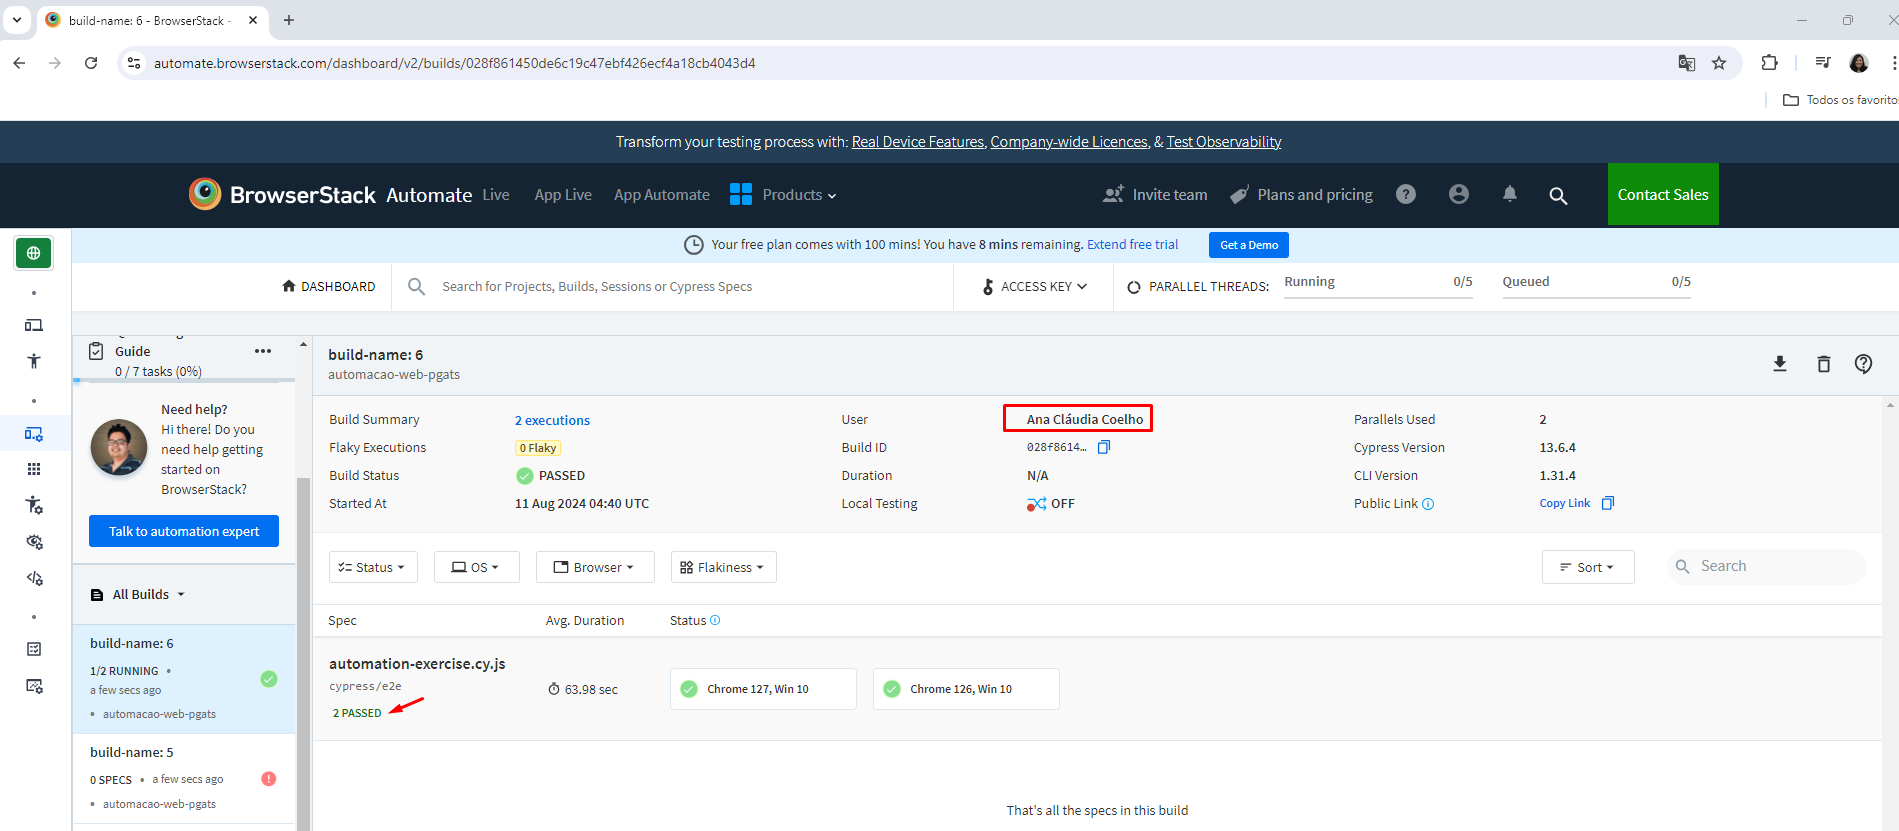 build-name: 6 - BrowserStack -
automate.browserstack.com/dashboard/v2/builds/028f861450de6c19c47ebf426ecf4a18cb4043d4
Todos os favorito
Transform your testing process with: Real Device Features, Company-wide Licences, & Test Observability
BrowserStack Automate Live App Live App Automate Products Invite team Plans and pricing ? Contact Sales
Your free plan comes with 100 mins! You have 8 mins remaining. Extend free trial Get a Demo
DASHBOARD Search for Projects, Builds, Sessions or Cypress Specs ACCESS KEY PARALLEL THREADS: Running 0/5 Queued 0/5
Guide
0 / 7 tasks (0%)
Need help?
Hi there! Do you
need help getting
started on
BrowserStack?
Talk to automation expert
All Builds
build-name: 6
1/2 RUNNING •
a few secs ago
• automacao-web-pgats
build-name: 5
0 SPECS • a few secs ago
• automacao-web-pgats
build-name: 6
automacao-web-pgats
Build Summary 2 executions User Ana Cláudia Coelho Parallels Used 2
Flaky Executions 0 Flaky Build ID 028f8614... Cypress Version 13.6.4
Build Status PASSED Duration N/A CLI Version 1.31.4
Started At 11 Aug 2024 04:40 UTC Local Testing OFF Public Link Copy Link
Status OS Browser Flakiness Sort Search
Spec Avg. Duration Status
automation-exercise.cy.js
cypress/e2e
2 PASSED
63.98 sec
Chrome 127, Win 10
Chrome 126, Win 10
That's all the specs in this build